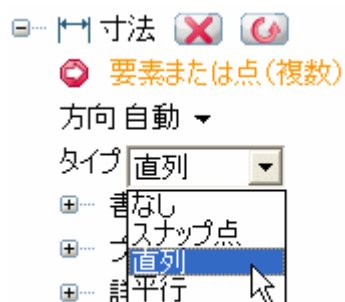 寸法
要素または点(複数)
方向 自動
タイプ 直列
なし
スナップ点
直列
平行